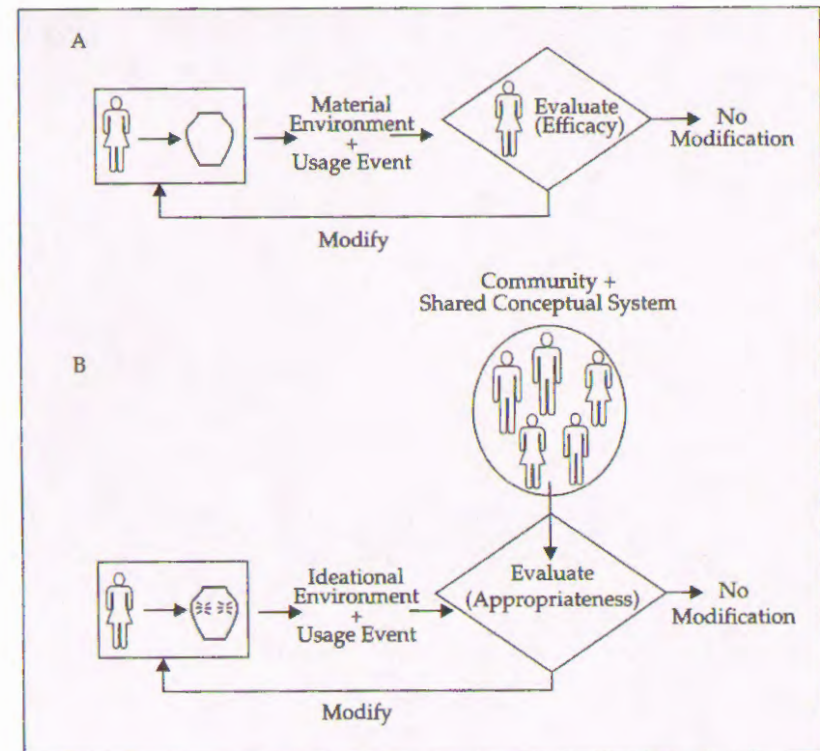 A
Material
Environment
+
Usage Event
Evaluate
(Efficacy)
No
Modification
Modify
Community +
Shared Conceptual System
B
Ideational
Environment
+
Usage Event
Evaluate
(Appropriateness)
No
Modification
Modify